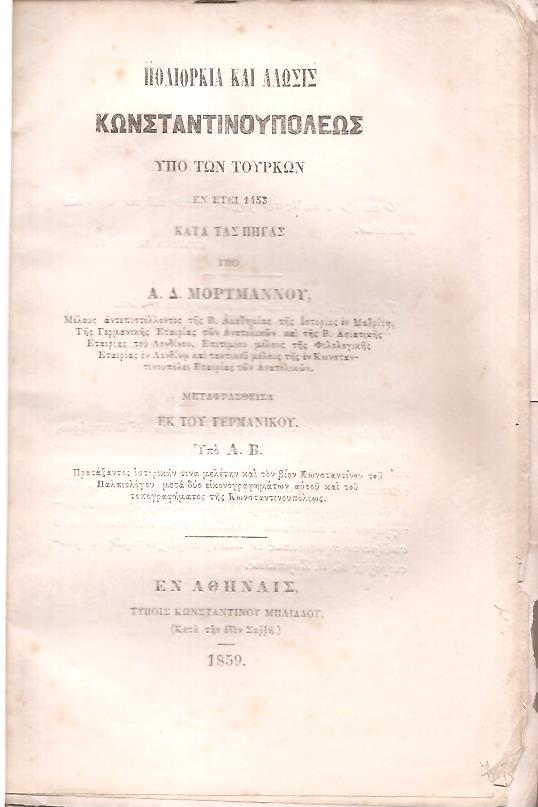 ΠΟΛΙΟΡΚΙΑ ΚΑΙ ΑΛΩΣΙΣ
ΚΩΝΣΤΑΝΤΙΝΟΥΠΟΛΕΩΣ
ΥΠΟ ΤΩΝ ΤΟΥΡΚΩΝ
ΕΝ ΕΤΕΙ 1453
ΚΑΤΑ ΤΑΣ ΠΗΓΑΣ
ΥΠΟ
Α. Δ. ΜΟΡΤΜΑΝΝΟΥ,
Μέλους ἀντεπιστέλλοντος τῆς Β. Ἀκαδημίας τῆς Ἱστορίας ἐν Μαδρίτῃ,
Τῆς Γερμανικῆς Ἑταιρίας τῶν Ἀνατολικῶν καὶ τῆς Β. Ἀσιατικῆς
Ἑταιρίας τοῦ Λονδίνου, Ἐπιτίμου μέλους τῆς Φιλολογικῆς
Ἑταιρίας ἐν Λονδίνῳ καὶ τακτικοῦ μέλους τῆς ἐν Κωνσταν-
τινουπόλει Ἑταιρίας τῶν Ἀνατολικῶν.
ΜΕΤΑΦΡΑΣΘΕΙΣΑ
ΕΚ ΤΟΥ ΓΕΡΜΑΝΙΚΟΥ.
Ὑπὸ Α. Β.
Προτάξαντος ἱστορικήν τινα μελέτην καὶ τὸν βίον Κωνσταντίνου τοῦ
Παλαιολόγου μετὰ δύο εἰκονογραφημάτων αὐτοῦ καὶ τοῦ
τοπογραφήματος τῆς Κωνσταντινουπόλεως.
ΕΝ ΑΘΗΝΑΙΣ,
ΤΥΠΟΙΣ ΚΩΝΣΤΑΝΤΙΝΟΥ ΜΠΛΙΔΔΟΥ,
(Κατὰ τὴν ὁδὸν Σαρρῆ.)
1859.